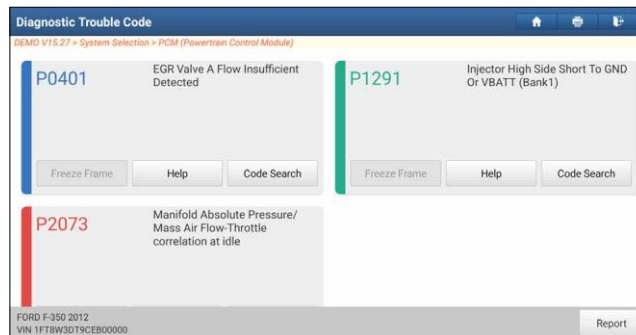 Diagnostic Trouble Code
DEMO V15.27 > System Selection > PCM (Powertrain Control Module)
P0401
EGR Valve A Flow Insufficient
Detected
Freeze Frame
Help
Code Search
P1291
Injector High Side Short To GND
Or VBATT (Bank1)
Freeze Frame
Help
Code Search
P2073
Manifold Absolute Pressure/
Mass Air Flow-Throttle
correlation at idle
FORD F-350 2012
VIN 1FT8W3DT9CEB00000
Report